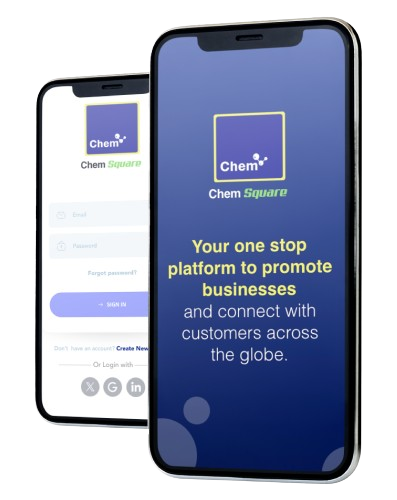 Chem
Chem Square
Email
Password
Forgot password?
→ SIGN IN
Don't have an account? Create New
Or Login with
X G in
Chem
Chem Square
Your one stop
platform to promote
businesses
and connect with
customers across
the globe.